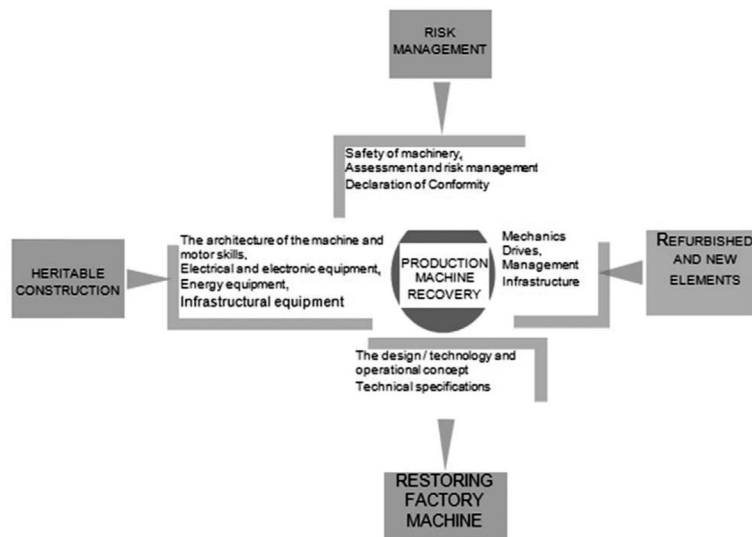 RISK
MANAGEMENT
Safety of machinery,
Assessment and risk management
Declaration of Conformity
HERITABLE
CONSTRUCTION
The architecture of the machine and
motor skills,
Electrical and electronic equipment,
Energy equipment,
Infrastructural equipment
PRODUCTION
MACHINE
RECOVERY
Mechanics
Drives,
Management
Infrastructure
REFURBISHED
AND NEW
ELEMENTS
The design / technology and
operational concept
Technical specifications
RESTORING
FACTORY
MACHINE